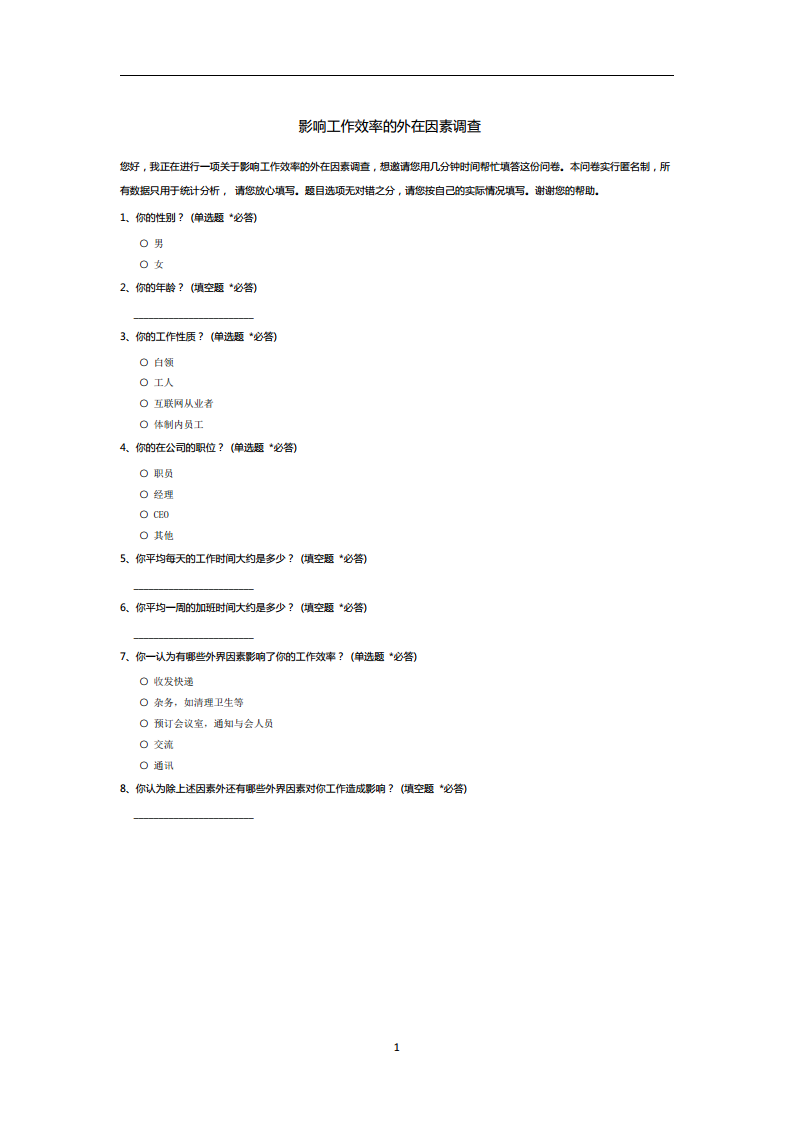 影响工作效率的外在因素调查
您好，我正在进行一项关于影响工作效率的外在因素调查，想邀请您用几分钟时间帮忙填答这份问卷。本问卷实行匿名制，所
有数据只用于统计分析， 请您放心填写。题目选项无对错之分，请您按自己的实际情况填写。谢谢您的帮助。
1、你的性别？ (单选题 *必答)
○ 男
○ 女
2、你的年龄？ (填空题 *必答)
________________________
3、你的工作性质？ (单选题 *必答)
○ 白领
○ 工人
○ 互联网从业者
○ 体制内员工
4、你的在公司的职位？ (单选题 *必答)
○ 职员
○ 经理
○ CEO
○ 其他
5、你平均每天的工作时间大约是多少？ (填空题 *必答)
________________________
6、你平均一周的加班时间大约是多少？ (填空题 *必答)
________________________
7、你一认为有哪些外界因素影响了你的工作效率？ (单选题 *必答)
○ 收发快递
○ 杂务，如清理卫生等
○ 预订会议室，通知与会人员
○ 交流
○ 通讯
8、你认为除上述因素外还有哪些外界因素对你工作造成影响？ (填空题 *必答)
________________________
1